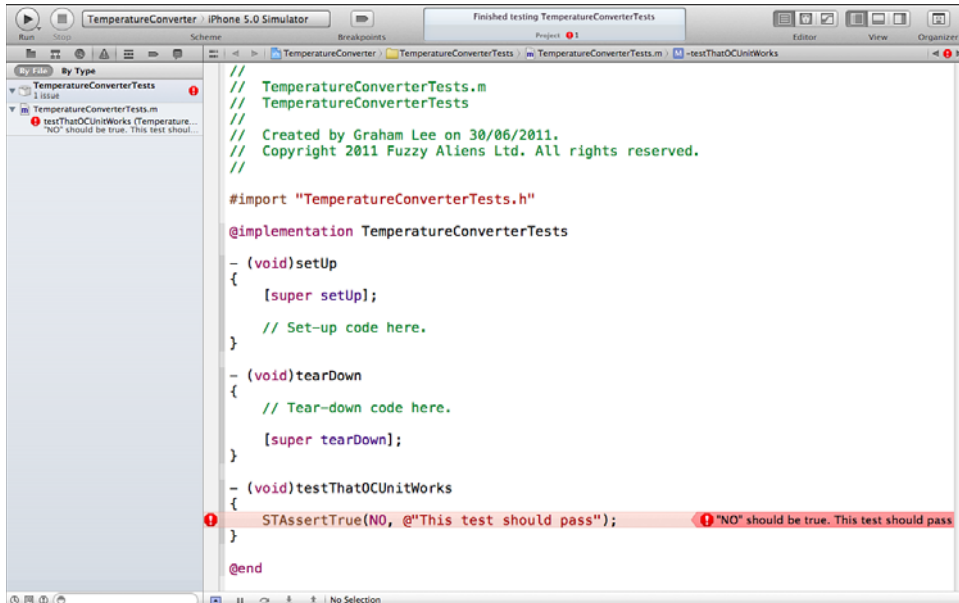 TemperatureConverter › iPhone 5.0 Simulator
Finished testing TemperatureConverterTests
Project 1
Run Stop Scheme Breakpoints Editor View Organizer
TemperatureConverter › TemperatureConverterTests › TemperatureConverterTests.m › M -testThatOCUnitWorks
By File By Type
TemperatureConverterTests
1 issue
m TemperatureConverterTests.m
testThatOCUnitWorks (Temperature...
"NO" should be true. This test shoul...
//
// TemperatureConverterTests.m
// TemperatureConverterTests
//
// Created by Graham Lee on 30/06/2011.
// Copyright 2011 Fuzzy Aliens Ltd. All rights reserved.
//
#import "TemperatureConverterTests.h"
@implementation TemperatureConverterTests
- (void)setUp
{
[super setUp];
// Set-up code here.
}
- (void)tearDown
{
// Tear-down code here.
[super tearDown];
}
- (void)testThatOCUnitWorks
{
STAssertTrue(NO, @"This test should pass"); "NO" should be true. This test should pass
}
@end
No Selection